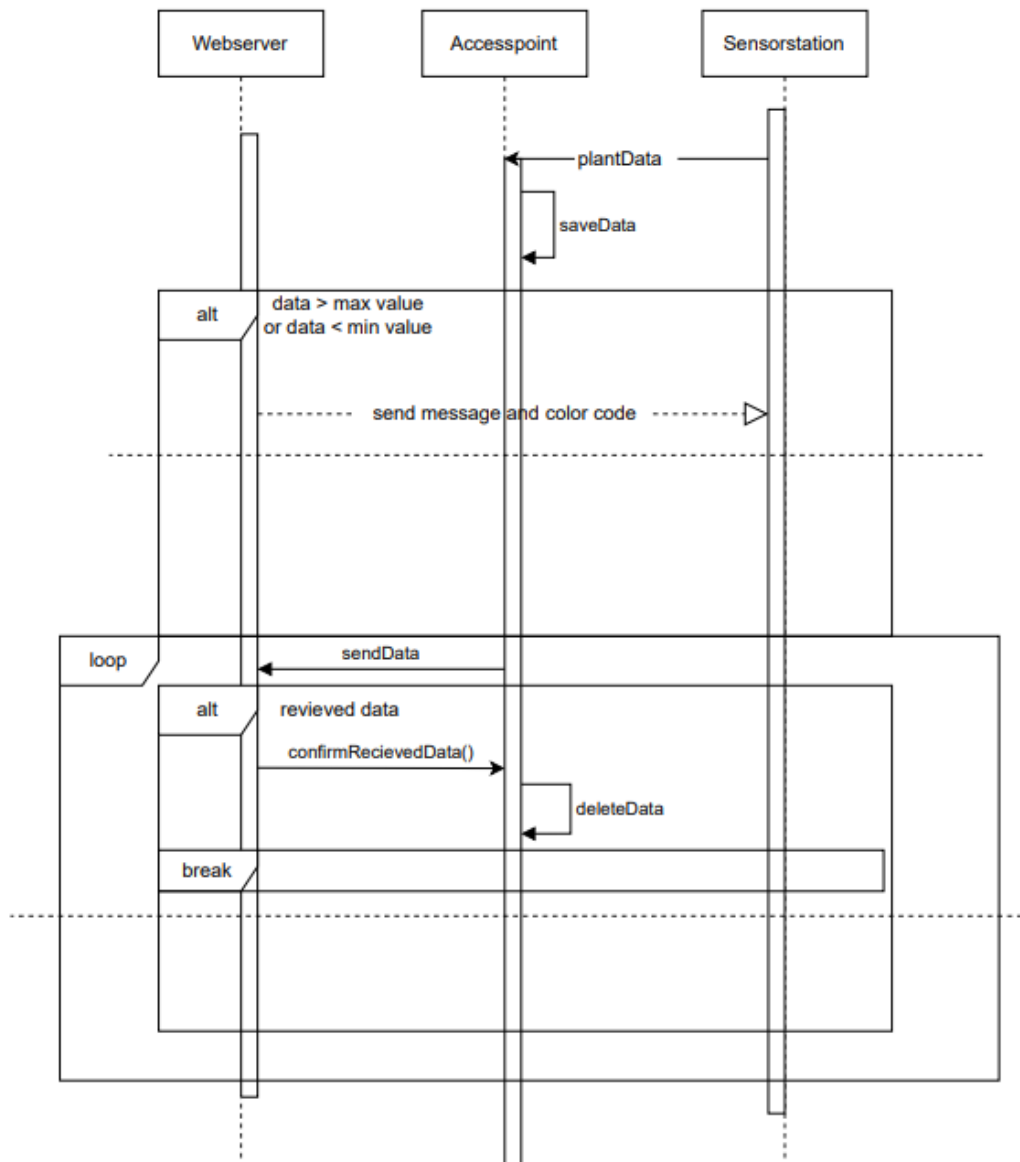 Webserver
Accesspoint
Sensorstation
plantData
saveData
alt
data > max value
or data < min value
send message and color code
loop
sendData
alt
revieved data
confirmRecievedData()
deleteData
break